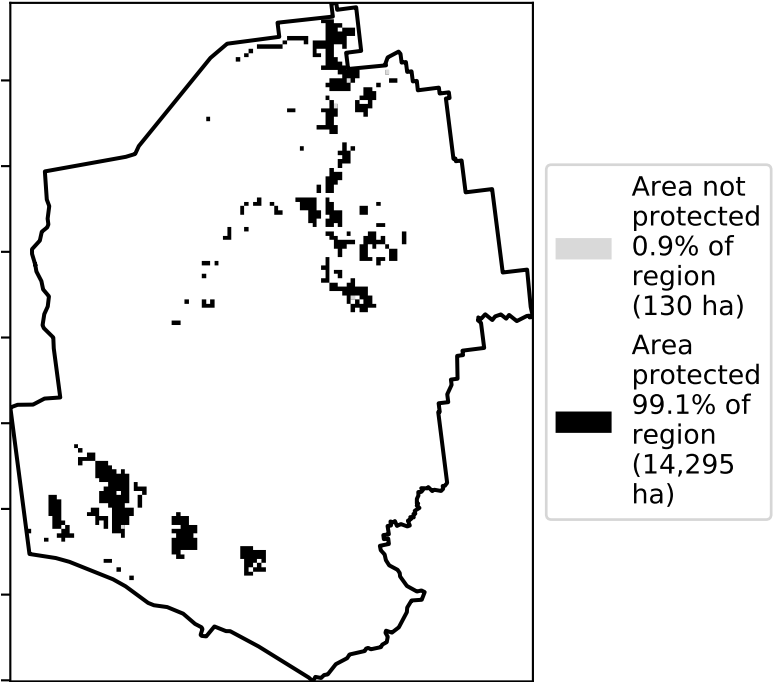 Area not
protected
0.9% of
region
(130 ha)
Area
protected
99.1% of
region
(14,295
ha)